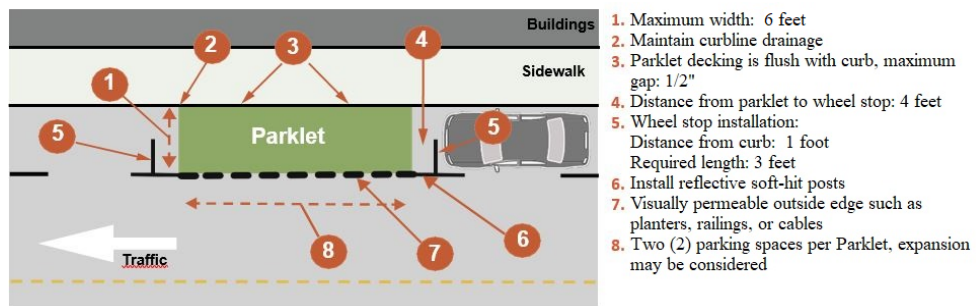 Buildings
2
3
4
Sidewalk
1
5
Parklet
5
8
7
6
Traffic
1. Maximum width: 6 feet
2. Maintain curbline drainage
3. Parklet decking is flush with curb, maximum
gap: 1/2"
4. Distance from parklet to wheel stop: 4 feet
5. Wheel stop installation:
Distance from curb: 1 foot
Required length: 3 feet
6. Install reflective soft-hit posts
7. Visually permeable outside edge such as
planters, railings, or cables
8. Two (2) parking spaces per Parklet, expansion
may be considered